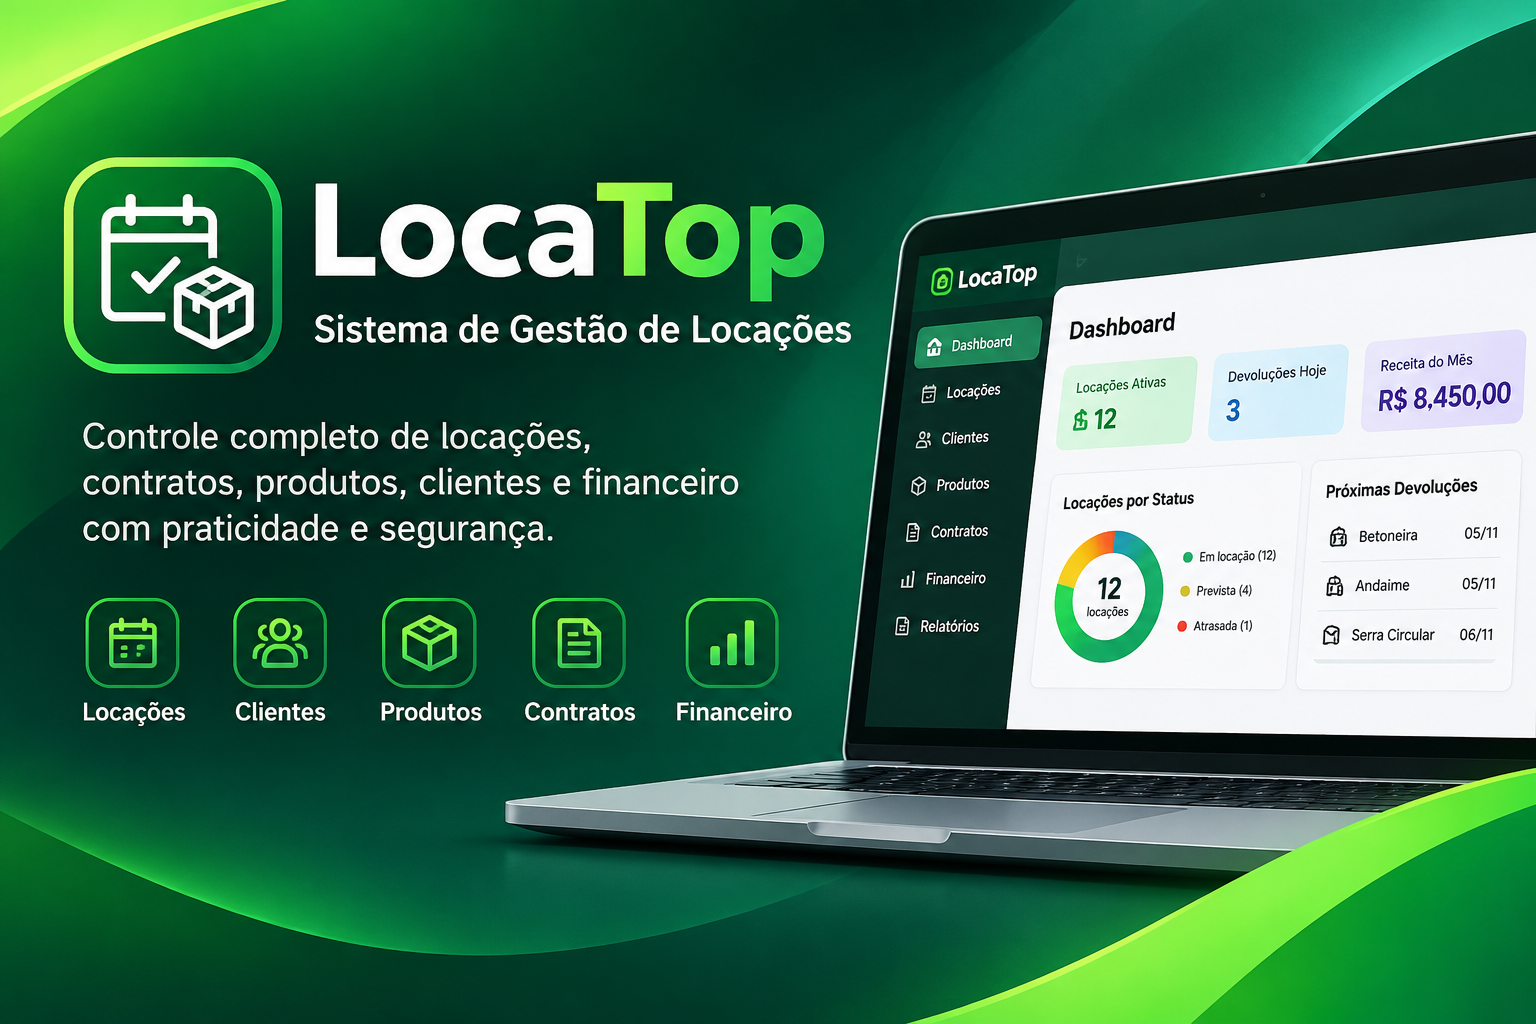 LocaTop
Sistema de Gestão de Locações
Controle completo de locações,
contratos, produtos, clientes e financeiro
com praticidade e segurança.
Locações
Clientes
Produtos
Contratos
Financeiro
LocaTop
Dashboard
Locações
Clientes
Produtos
Contratos
Financeiro
Relatórios
Dashboard
Locações Ativas
12
Devoluções Hoje
3
Receita do Mês
R$ 8,450,00
Locações por Status
12
locações
Em locação (12)
Prevista (4)
Atrasada (1)
Próximas Devoluções
Betoneira 05/11
Andaime 05/11
Serra Circular 06/11